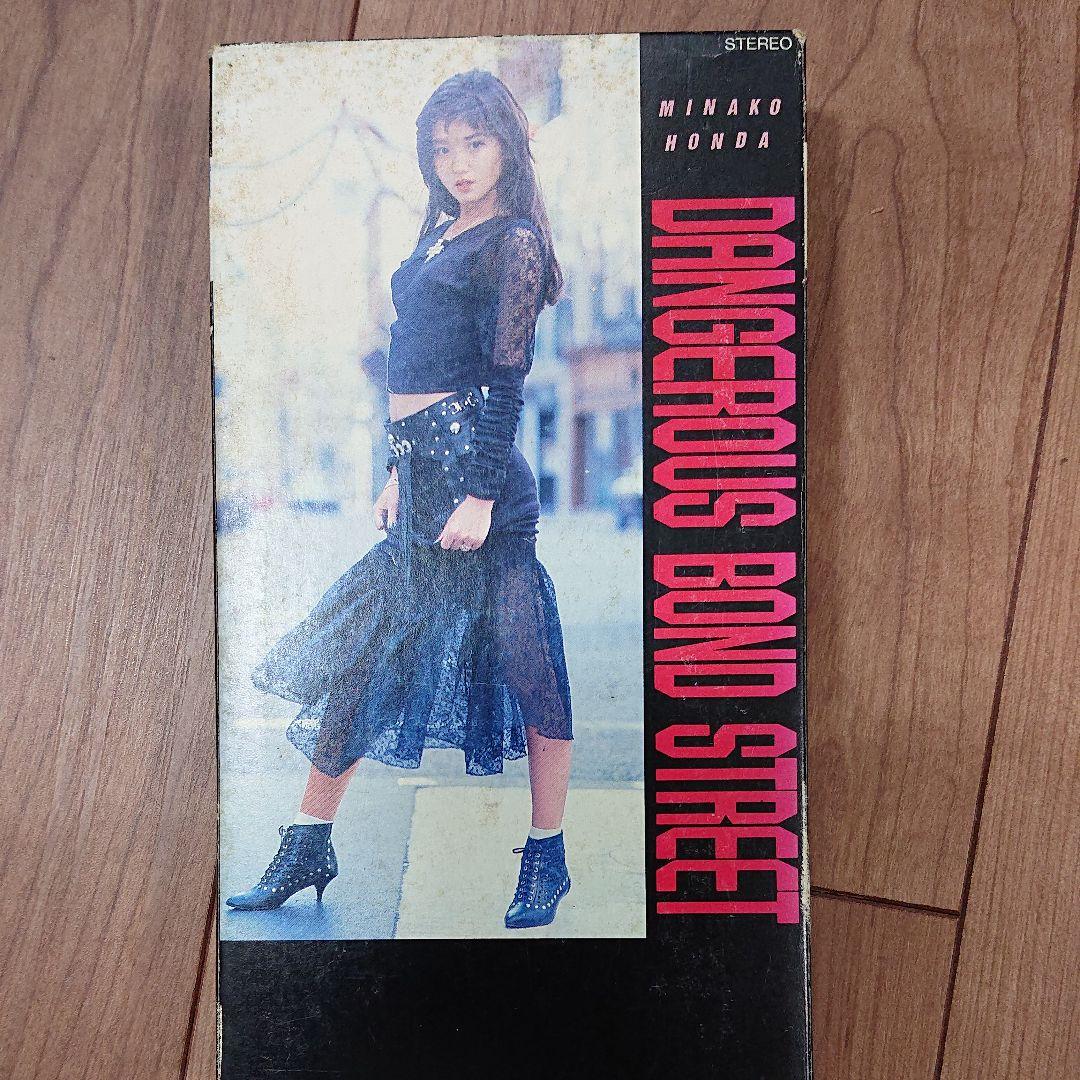 STEREO
MINAKO
HONDA
DANGEROUS BOND STREET